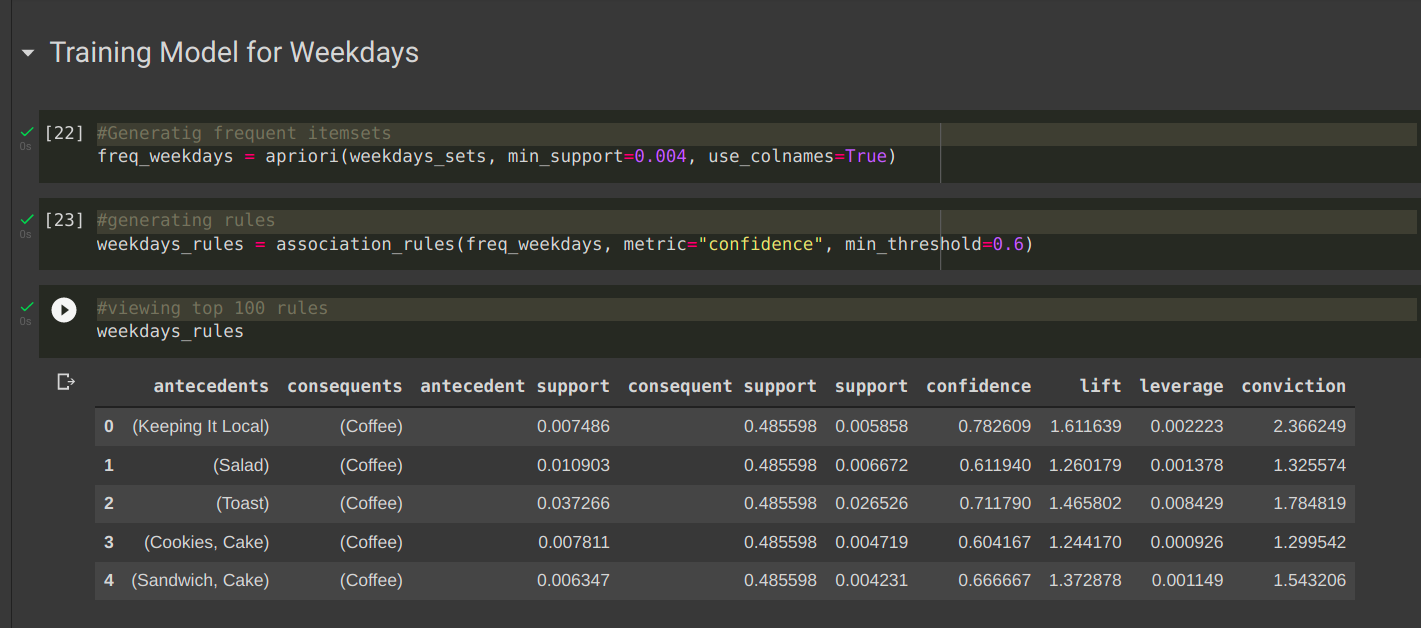 Training Model for Weekdays
[22] #Generatig frequent itemsets
0s freq_weekdays = apriori(weekdays_sets, min_support=0.004, use_colnames=True)
[23] #generating rules
0s weekdays_rules = association_rules(freq_weekdays, metric="confidence", min_threshold=0.6)
#viewing top 100 rules
0s weekdays_rules
antecedents consequents antecedent support consequent support support confidence lift leverage conviction
0 (Keeping It Local) (Coffee) 0.007486 0.485598 0.005858 0.782609 1.611639 0.002223 2.366249
1 (Salad) (Coffee) 0.010903 0.485598 0.006672 0.611940 1.260179 0.001378 1.325574
2 (Toast) (Coffee) 0.037266 0.485598 0.026526 0.711790 1.465802 0.008429 1.784819
3 (Cookies, Cake) (Coffee) 0.007811 0.485598 0.004719 0.604167 1.244170 0.000926 1.299542
4 (Sandwich, Cake) (Coffee) 0.006347 0.485598 0.004231 0.666667 1.372878 0.001149 1.543206